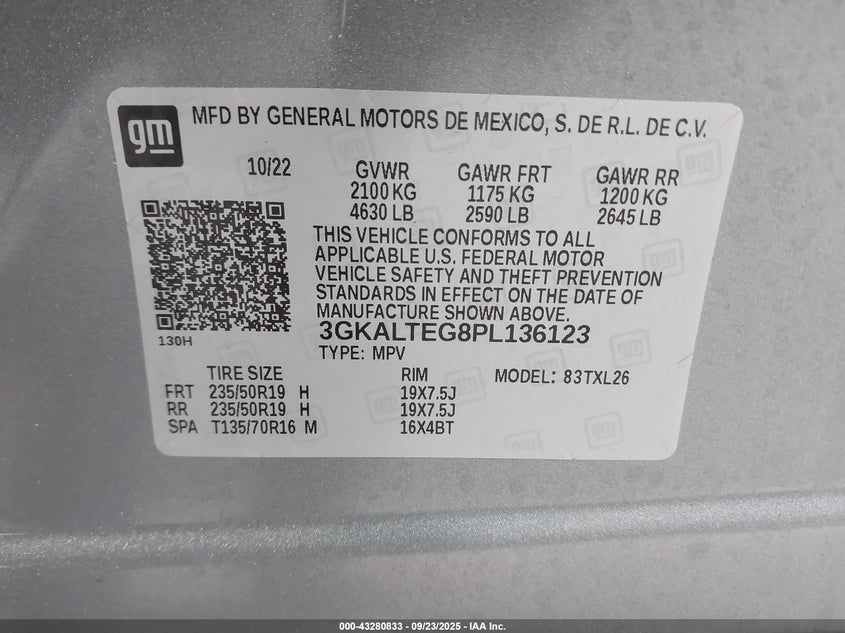 gm MFD BY GENERAL MOTORS DE MEXICO, S. DE R.L. DE C.V.
10/22 GVWR GAWR FRT GAWR RR
2100 KG 1175 KG 1200 KG
4630 LB 2590 LB 2645 LB
THIS VEHICLE CONFORMS TO ALL
APPLICABLE U.S. FEDERAL MOTOR
VEHICLE SAFETY AND THEFT PREVENTION
STANDARDS IN EFFECT ON THE DATE OF
MANUFACTURE SHOWN ABOVE.
130H
3GKALTEG8PL136123
TYPE: MPV
TIRE SIZE RIM MODEL: 83TXL26
FRT 235/50R19 H 19X7.5J
RR 235/50R19 H 19X7.5J
SPA T135/70R16 M 16X4BT
000-43280833 - 09/23/2025 - IAA Inc.